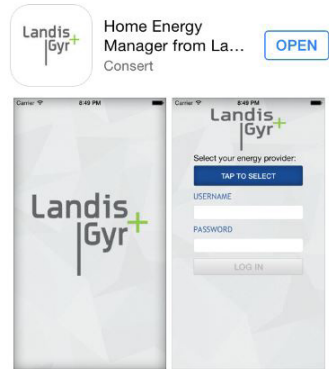 Landis
Gyr+
Home Energy
Manager from La...
OPEN
Consert
Carrier 8:49 PM
Landis
Gyr+
Carrier 8:49 PM
Landis
Gyr+
Select your energy provider:
TAP TO SELECT
USERNAME
PASSWORD
LOG IN